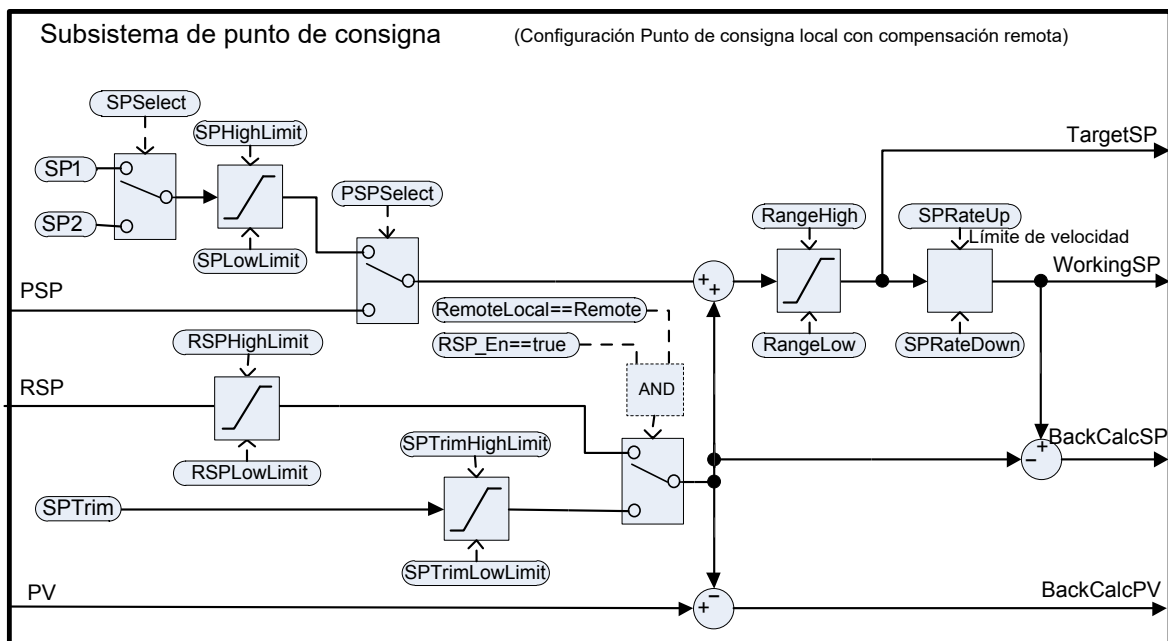 Subsistema de punto de consigna
(Configuración Punto de consigna local con compensación remota)
SPSelect
SPHighLimit
TargetSP
SP1
PSPSelect
RangeHigh
SPRateUp
SP2
Límite de velocidad
SPLowLimit
WorkingSP
PSP
+
+
RemoteLocal==Remote
RSPHighLimit
RSP_En==true
RangeLow
SPRateDown
RSP
AND
SPTrimHighLimit
BackCalcSP
+
−
RSPLowLimit
SPTrim
SPTrimLowLimit
PV
BackCalcPV
−
+